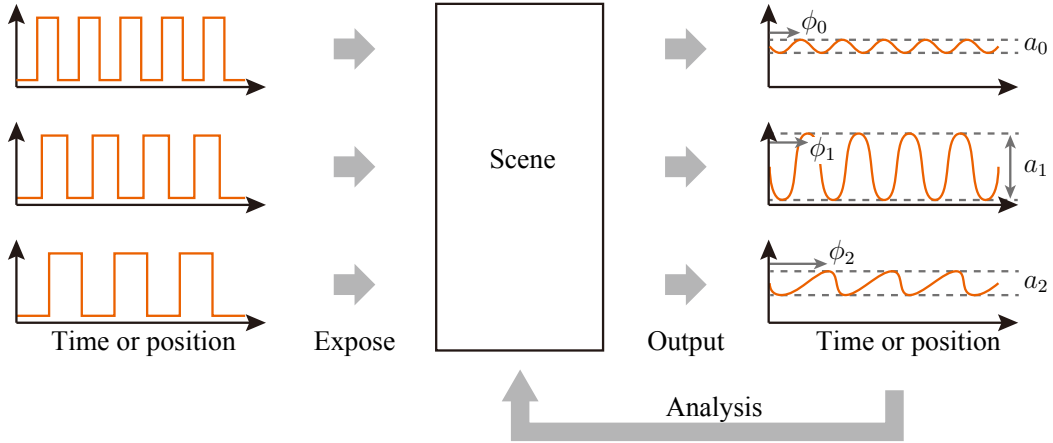 ϕ₀
a₀
Scene
ϕ₁
a₁
ϕ₂
a₂
Time or position
Expose
Output
Time or position
Analysis